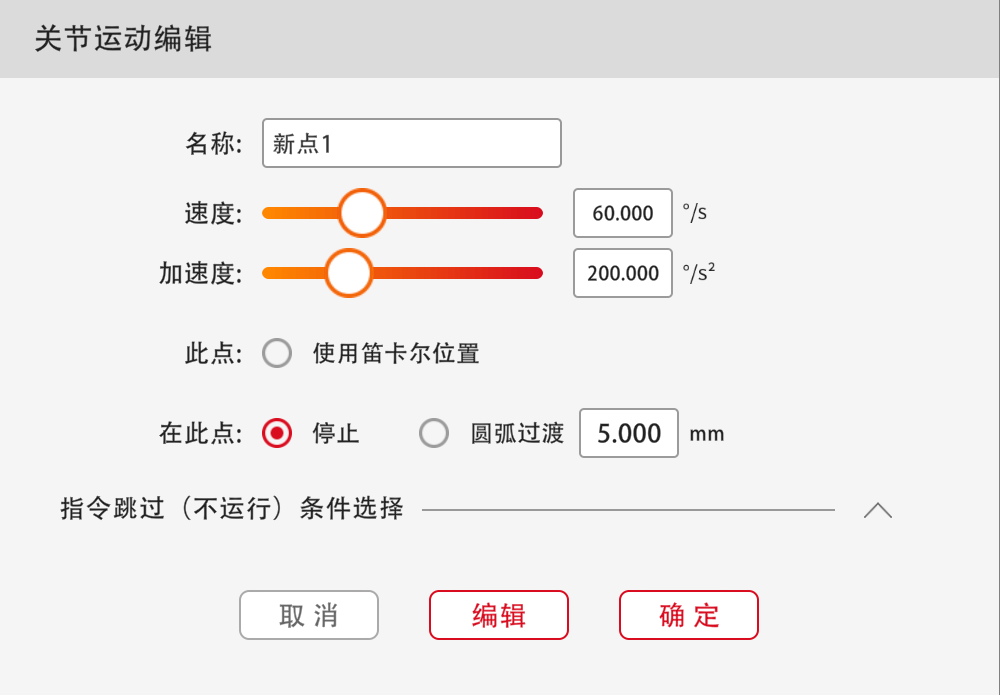 关节运动编辑
名称: 新点1
速度: 60.000 °/s
加速度: 200.000 °/s²
此点: 使用笛卡尔位置
在此点: 停止 圆弧过渡 5.000 mm
指令跳过（不运行）条件选择
取消 编辑 确定